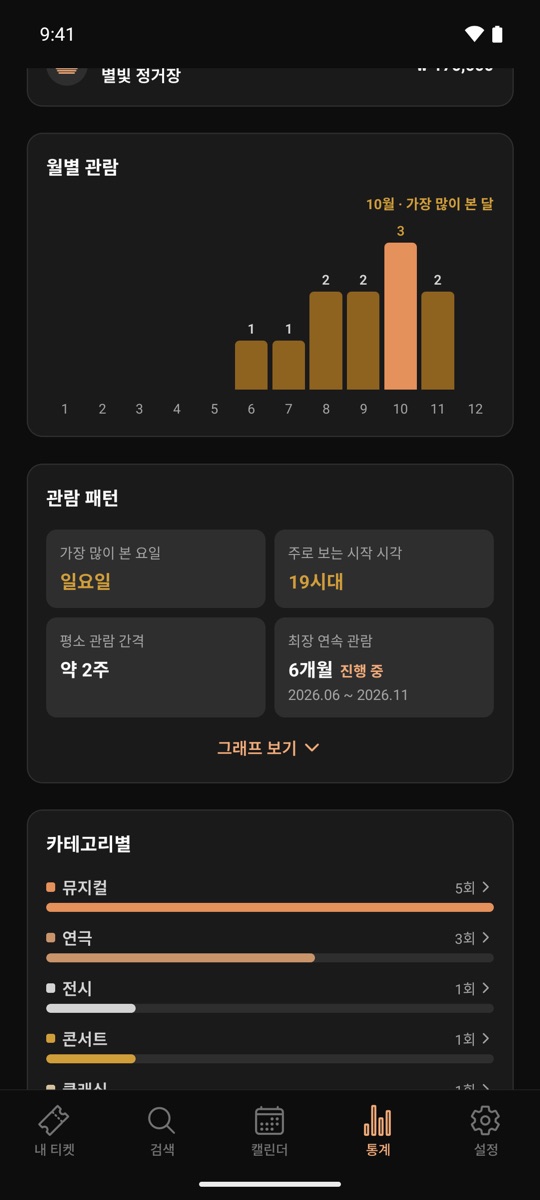 9:41
별빛 정거장
월별 관람
10월 · 가장 많이 본 달
3
2 2 2
1 1
1 2 3 4 5 6 7 8 9 10 11 12
관람 패턴
가장 많이 본 요일
일요일
주로 보는 시작 시각
19시대
평소 관람 간격
약 2주
최장 연속 관람
6개월 진행 중
2026.06 ~ 2026.11
그래프 보기
카테고리별
뮤지컬 5회
연극 3회
전시 1회
콘서트 1회
클래식 1회
내 티켓 검색 캘린더 통계 설정